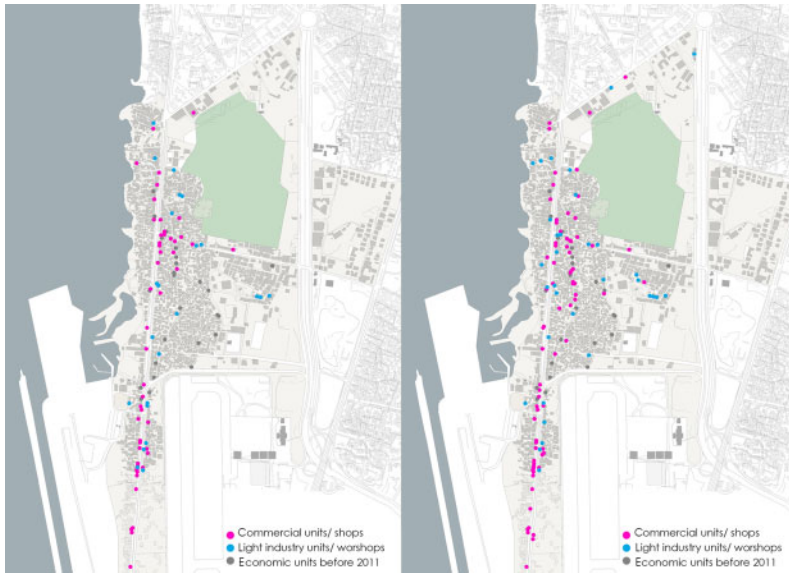 Commercial units/ shops
Light industry units/ worshops
Economic units before 2011
Commercial units/ shops
Light industry units/ worshops
Economic units before 2011